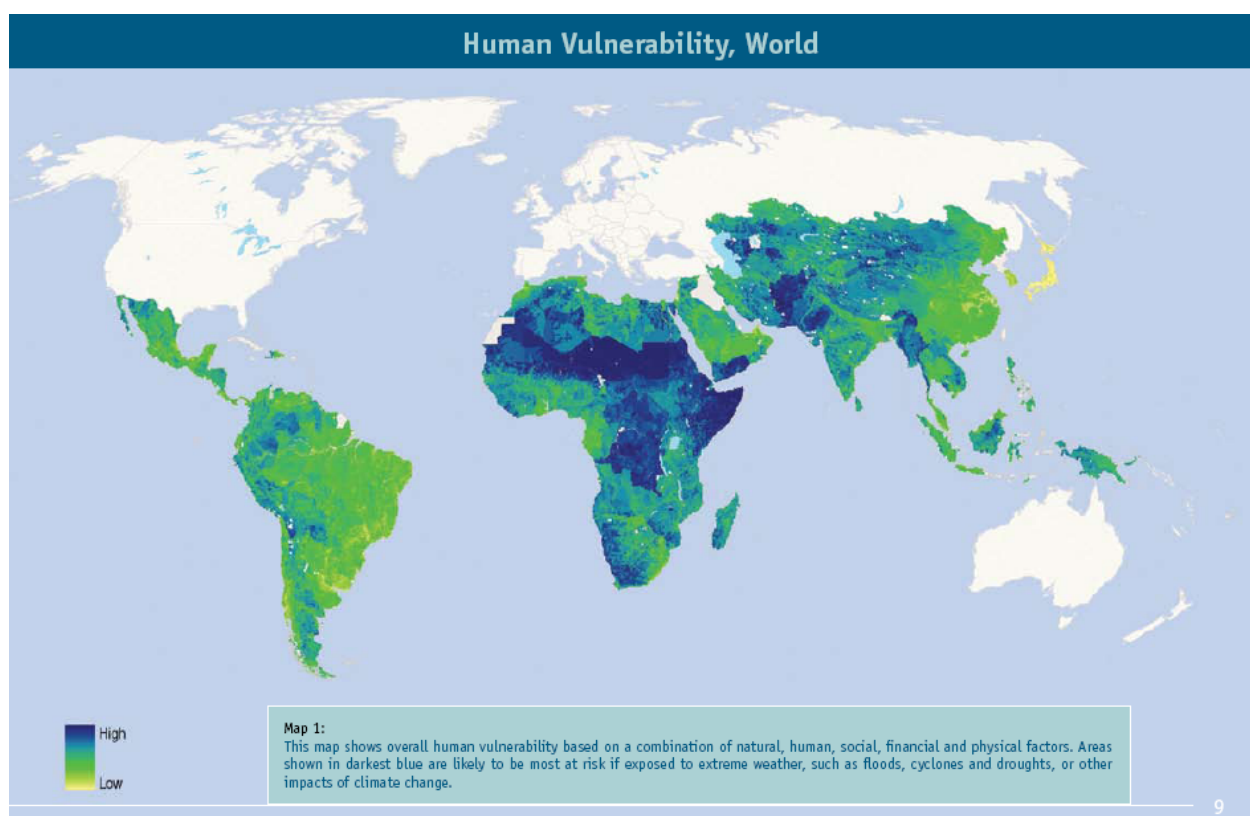 Human Vulnerability, World
High
Low
Map 1:
This map shows overall human vulnerability based on a combination of natural, human, social, financial and physical factors. Areas
shown in darkest blue are likely to be most at risk if exposed to extreme weather, such as floods, cyclones and droughts, or other
impacts of climate change.
9